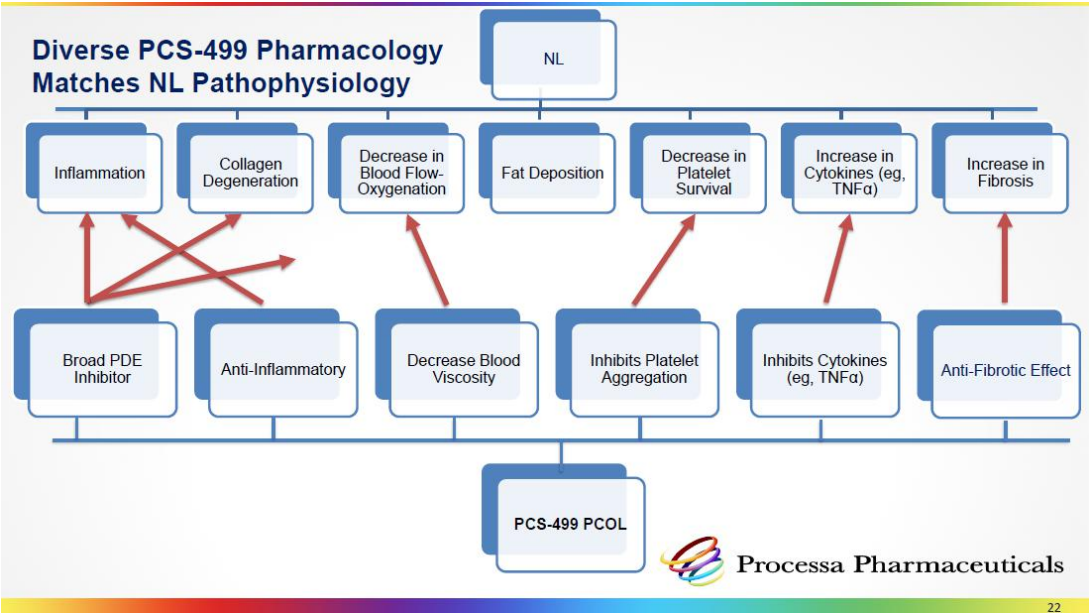 Diverse PCS-499 Pharmacology
Matches NL Pathophysiology
NL
Inflammation
Collagen
Degeneration
Decrease in
Blood Flow-
Oxygenation
Fat Deposition
Decrease in
Platelet
Survival
Increase in
Cytokines (eg,
TNFα)
Increase in
Fibrosis
Broad PDE
Inhibitor
Anti-Inflammatory
Decrease Blood
Viscosity
Inhibits Platelet
Aggregation
Inhibits Cytokines
(eg, TNFα)
Anti-Fibrotic Effect
PCS-499 PCOL
Processa Pharmaceuticals
22